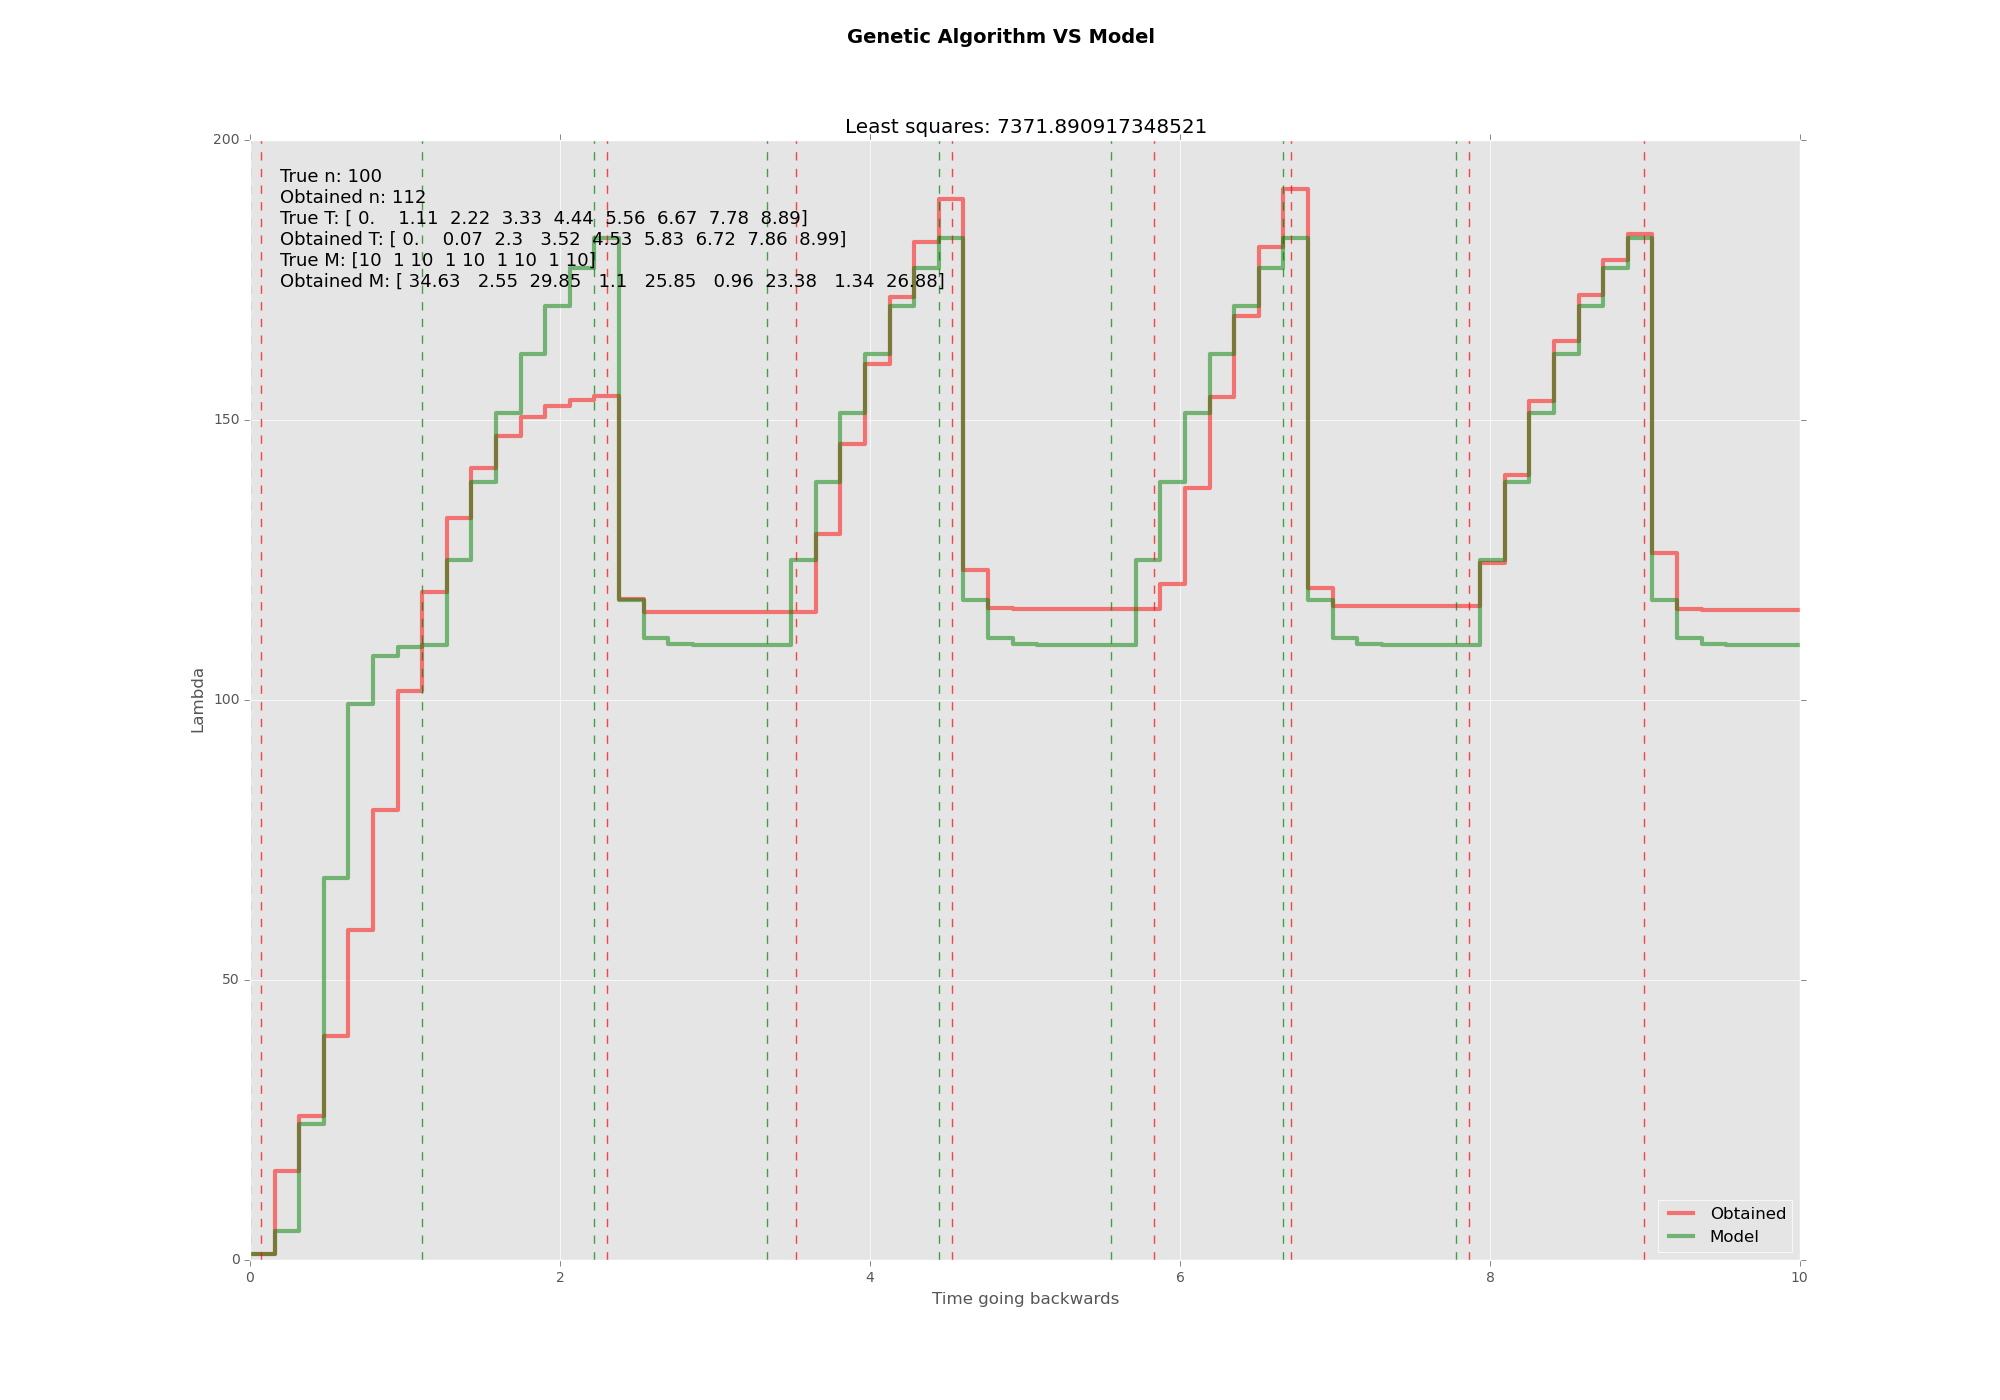 Genetic Algorithm VS Model
Least squares: 7371.890917348521
True n: 100
Obtained n: 112
True T: [ 0. 1.11 2.22 3.33 4.44 5.56 6.67 7.78 8.89]
Obtained T: [ 0. 0.07 2.3 3.52 4.53 5.83 6.72 7.86 8.99]
True M: [10 1 10 1 10 1 10 1 10]
Obtained M: [ 34.63 2.55 29.85 1.1 25.85 0.96 23.38 1.34 26.88]
200
150
100
50
0
Lambda
0 2 4 6 8 10
Time going backwards
Obtained
Model